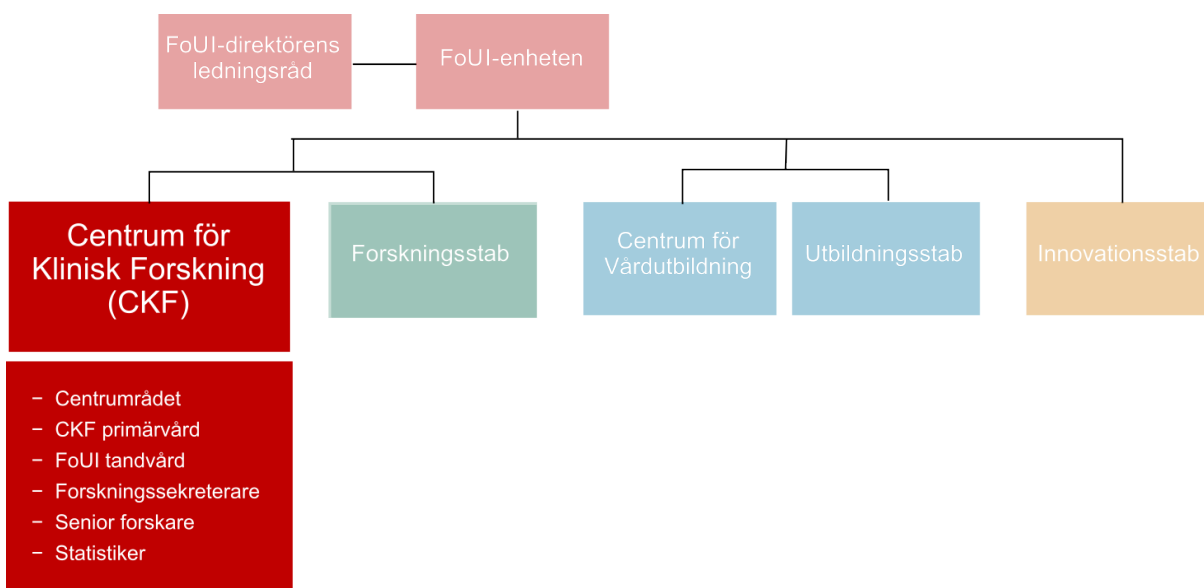 FoUI-direktörens
ledningsråd
FoUI-enheten
Centrum för
Klinisk Forskning
(CKF)
Forskningsstab
Centrum för
Vårdutbildning
Utbildningsstab
Innovationsstab
– Centrumrådet
– CKF primärvård
– FoUI tandvård
– Forskningssekreterare
– Senior forskare
– Statistiker